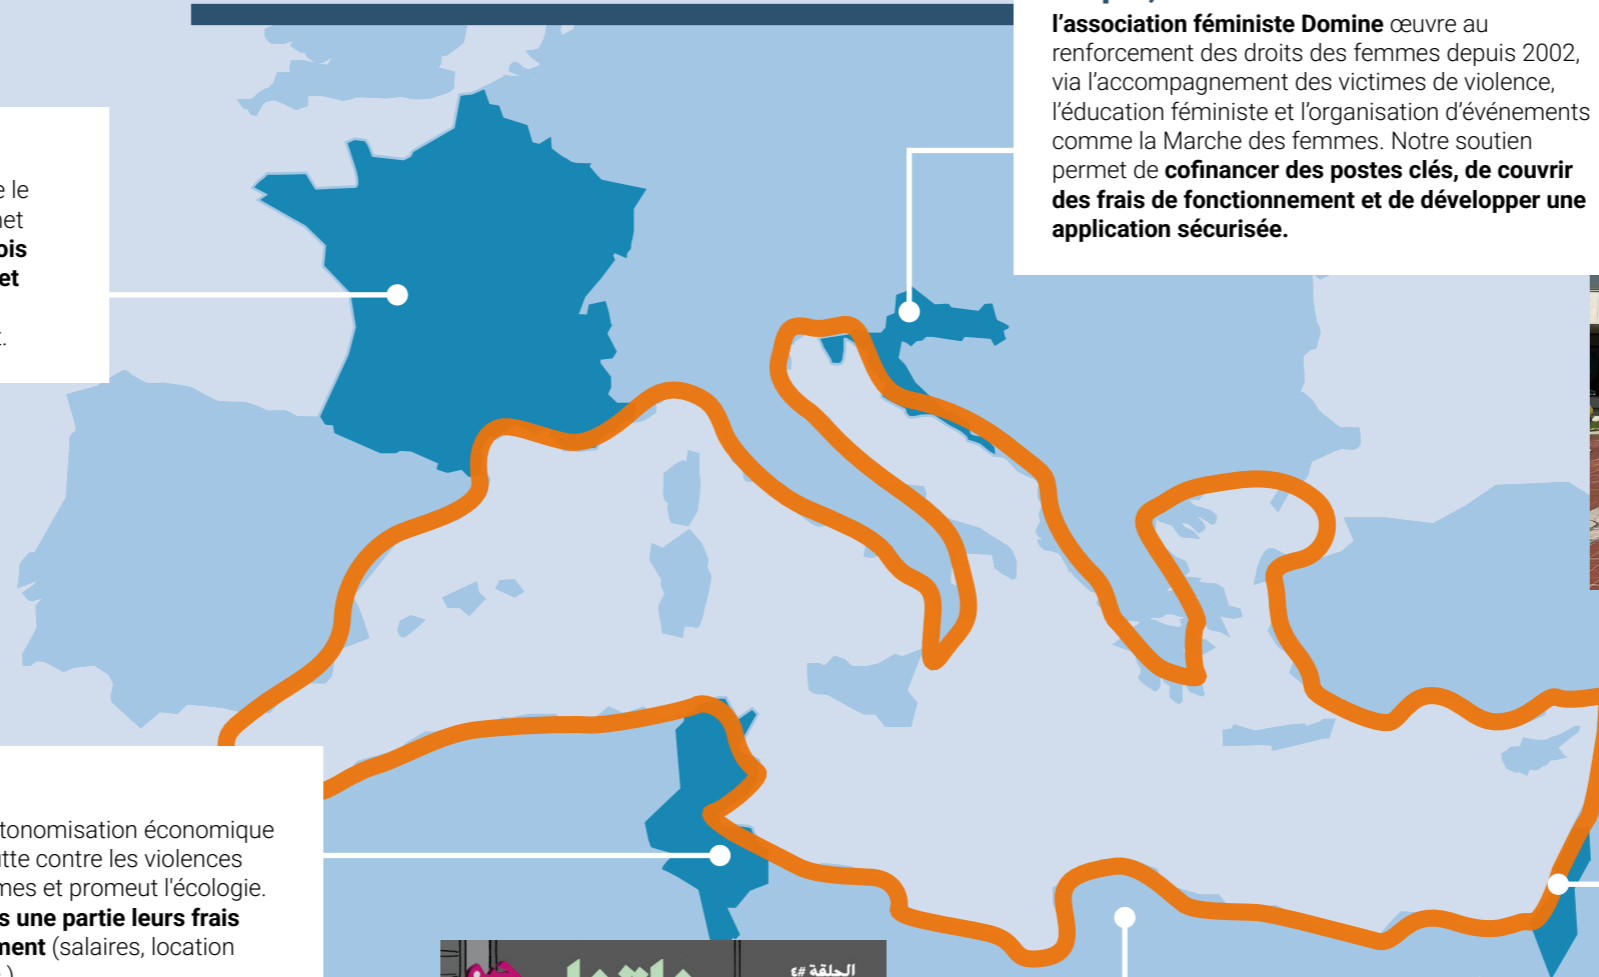 l’association féministe Domine œuvre au
renforcement des droits des femmes depuis 2002,
via l’accompagnement des victimes de violence,
l’éducation féministe et l’organisation d’événements
comme la Marche des femmes. Notre soutien
permet de cofinancer des postes clés, de couvrir
des frais de fonctionnement et de développer une
application sécurisée.
le
et
tonomisation économique
tte contre les violences
mes et promeut l'écologie.
s une partie leurs frais
ment (salaires, location
الحلقة #٤